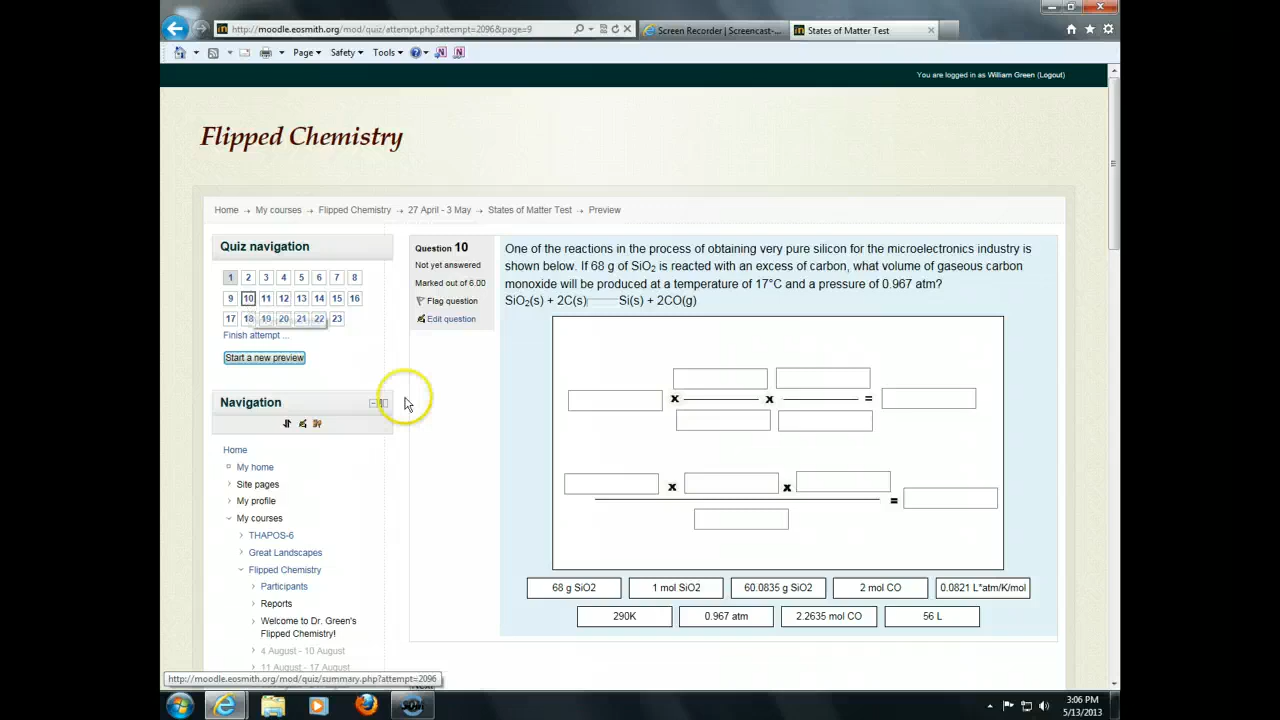 http://moodle.eosmith.org/mod/quiz/attempt.php?attempt=2096&page=9
Screen Recorder | Screencast-...
States of Matter Test
Page
Safety
Tools
You are logged in as William Green (Logout)
Flipped Chemistry
Home → My courses → Flipped Chemistry → 27 April - 3 May → States of Matter Test → Preview
Quiz navigation
1 2 3 4 5 6 7 8
9 10 11 12 13 14 15 16
17 18 19 20 21 22 23
Finish attempt ...
Start a new preview
Question 10
Not yet answered
Marked out of 6.00
Flag question
Edit question
One of the reactions in the process of obtaining very pure silicon for the microelectronics industry is
shown below. If 68 g of SiO2 is reacted with an excess of carbon, what volume of gaseous carbon
monoxide will be produced at a temperature of 17°C and a pressure of 0.967 atm?
SiO2(s) + 2C(s) Si(s) + 2CO(g)
x x =
x x =
68 g SiO2
1 mol SiO2
60.0835 g SiO2
2 mol CO
0.0821 L*atm/K/mol
290K
0.967 atm
2.2635 mol CO
56 L
Navigation
Home
My home
Site pages
My profile
My courses
THAPOS-6
Great Landscapes
Flipped Chemistry
Participants
Reports
Welcome to Dr. Green's
Flipped Chemistry!
4 August - 10 August
11 August - 17 August
http://moodle.eosmith.org/mod/quiz/summary.php?attempt=2096
3:06 PM
5/13/2013